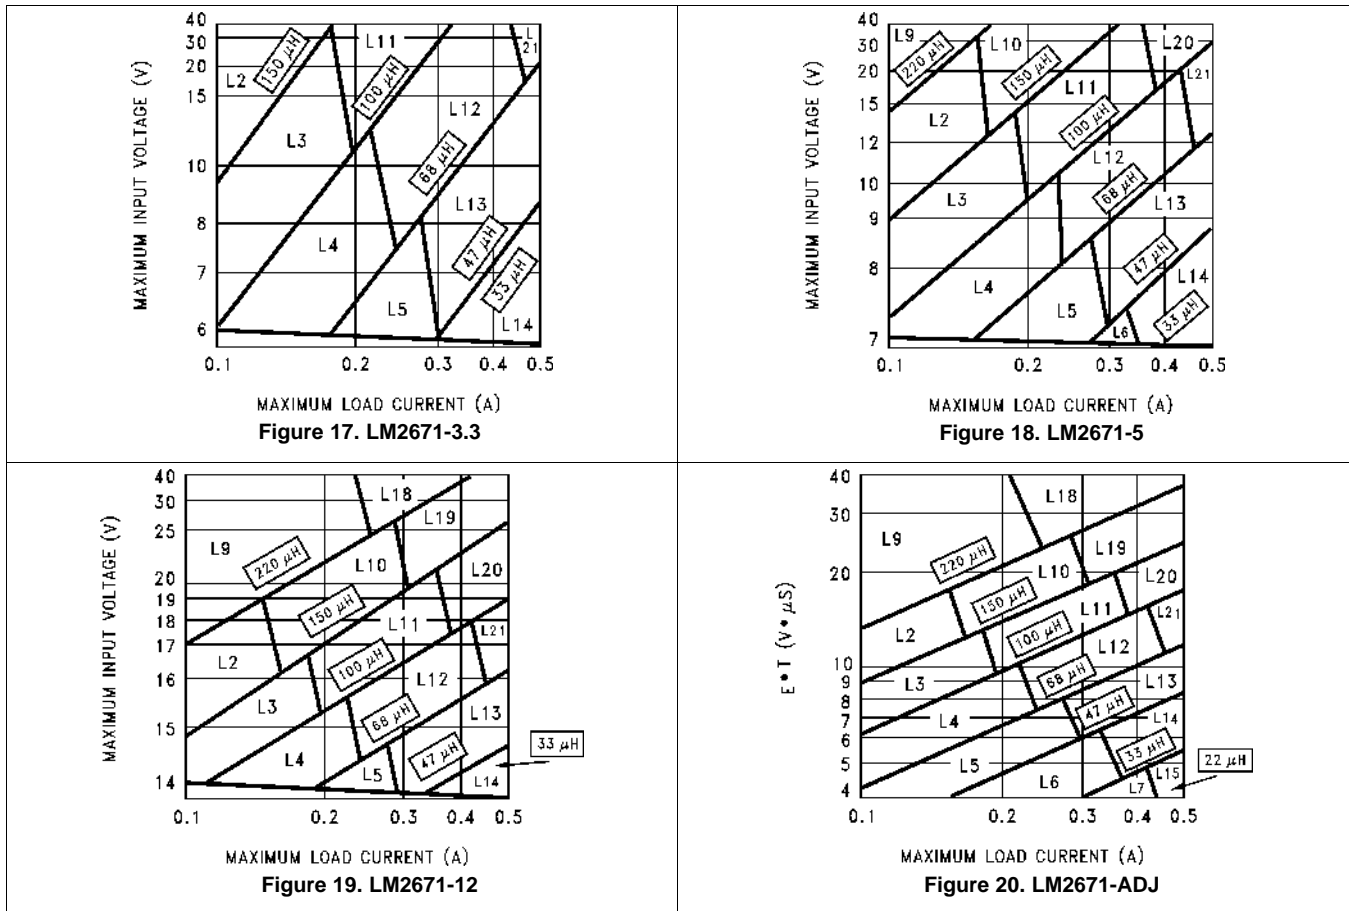 MAXIMUM INPUT VOLTAGE (V)
40
30
20
15
10
8
7
6
L2
150 μH
L11
L
21
100 μH
L12
L3
68 μH
L13
L4
47 μH
33 μH
L5
L14
0.1
0.2
0.3
0.4
0.5
MAXIMUM LOAD CURRENT (A)
Figure 17. LM2671-3.3
MAXIMUM INPUT VOLTAGE (V)
40
30
20
15
12
10
9
8
7
L9
220 μH
L10
L20
150 μH
L21
L11
L2
100 μH
L12
L3
68 μH
L13
47 μH
L4
L14
L5
33 μH
L6
0.1
0.2
0.3
0.4
0.5
MAXIMUM LOAD CURRENT (A)
Figure 18. LM2671-5
MAXIMUM INPUT VOLTAGE (V)
40
30
25
20
19
18
17
16
15
14
L18
L19
L9
220 μH
L10
L20
150 μH
L11
L21
L2
100 μH
L12
L3
68 μH
L13
33 μH
L4
L5
47 μH
L14
0.1
0.2
0.3
0.4
0.5
MAXIMUM LOAD CURRENT (A)
Figure 19. LM2671-12
E•T (V•μS)
40
30
20
10
9
8
7
6
5
4
L18
L9
L19
220 μH
L10
L20
150 μH
L11
L21
L2
100 μH
L12
L3
68 μH
L13
47 μH
L4
L14
33 μH
22 μH
L5
L6
L7
L15
0.1
0.2
0.3
0.4
0.5
MAXIMUM LOAD CURRENT (A)
Figure 20. LM2671-ADJ